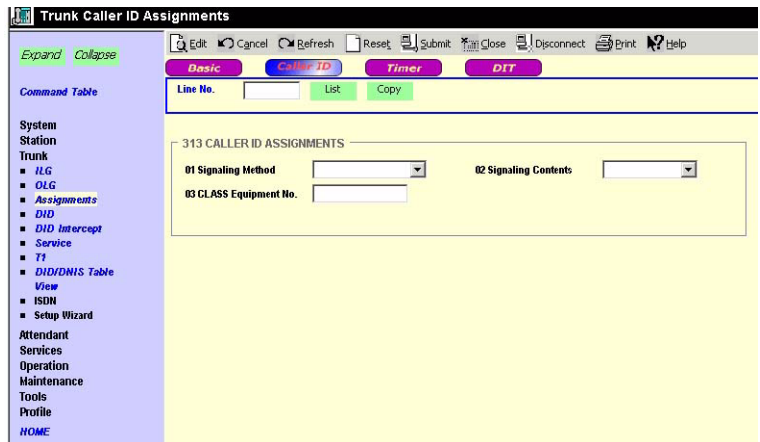 Trunk Caller ID Assignments
Expand Collapse
Edit Cancel Refresh Reset Submit Close Disconnect Print Help
Basic Caller ID Timer DIT
Command Table
Line No. List Copy
System
Station
Trunk
ILG
OLG
Assignments
DID
DID Intercept
Service
T1
DID/DNIS Table
View
ISDN
Setup Wizard
Attendant
Services
Operation
Maintenance
Tools
Profile
HOME
313 CALLER ID ASSIGNMENTS
01 Signaling Method 02 Signaling Contents
03 CLASS Equipment No.